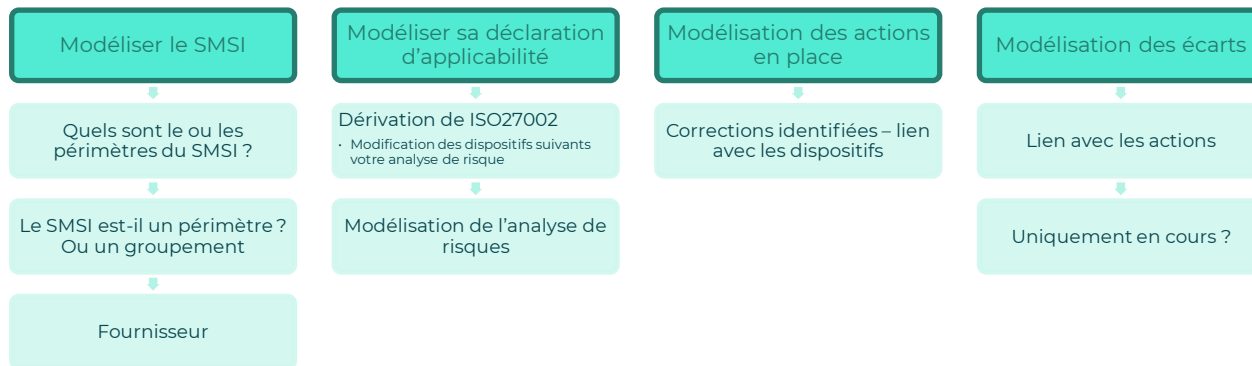 Modéliser le SMSI
Quels sont le ou les
périmètres du SMSI ?
Le SMSI est-il un périmètre ?
Ou un groupement
Fournisseur
Modéliser sa déclaration
d'applicabilité
Dérivation de ISO27002
• Modification des dispositifs suivants
votre analyse de risque
Modélisation de l'analyse de
risques
Modélisation des actions
en place
Corrections identifiées – lien
avec les dispositifs
Modélisation des écarts
Lien avec les actions
Uniquement en cours ?